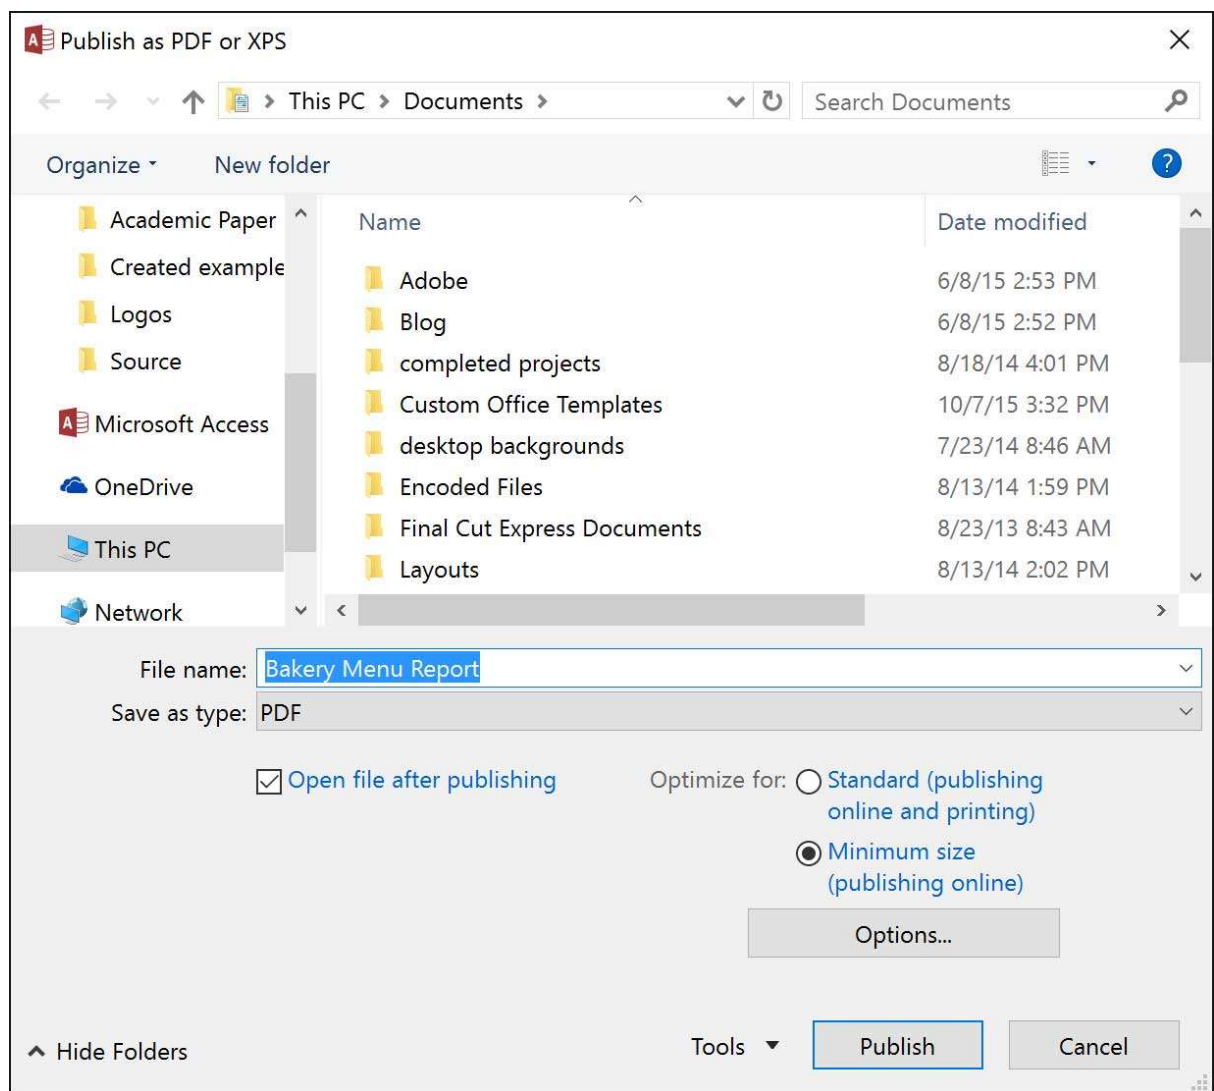 Publish as PDF or XPS
This PC > Documents >
Search Documents
Organize
New folder
Academic Paper
Created example
Logos
Source
Microsoft Access
OneDrive
This PC
Network
Name Date modified
Adobe 6/8/15 2:53 PM
Blog 6/8/15 2:52 PM
completed projects 8/18/14 4:01 PM
Custom Office Templates 10/7/15 3:32 PM
desktop backgrounds 7/23/14 8:46 AM
Encoded Files 8/13/14 1:59 PM
Final Cut Express Documents 8/23/13 8:43 AM
Layouts 8/13/14 2:02 PM
File name: Bakery Menu Report
Save as type: PDF
Open file after publishing
Optimize for: Standard (publishing
online and printing)
Minimum size
(publishing online)
Options...
Hide Folders
Tools
Publish
Cancel